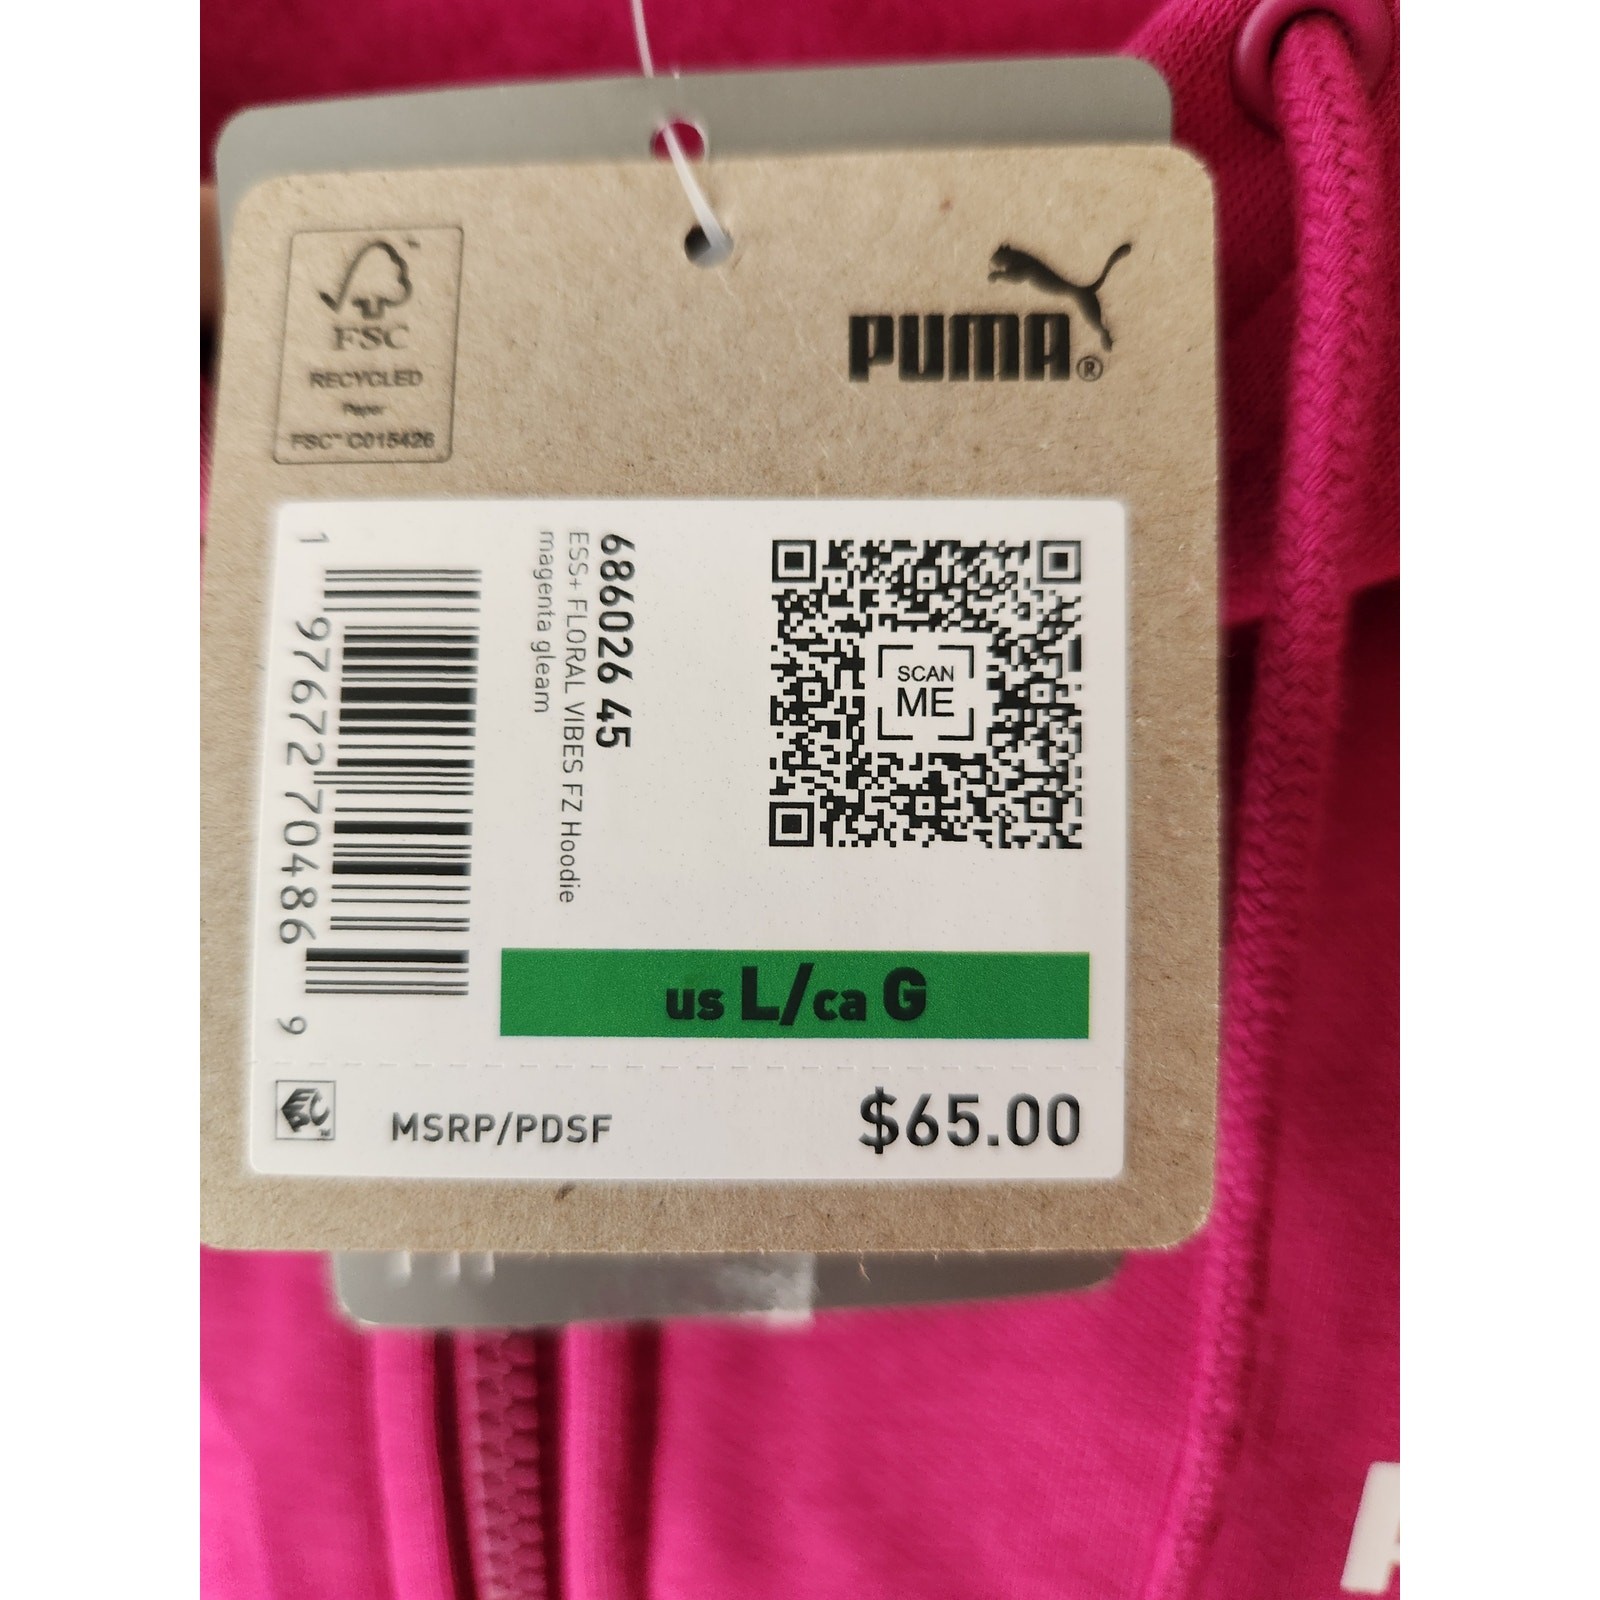 FSC
RECYCLED
Paper
FSC™ C015426
PUMA®
686026 45
ESS+ FLORAL VIBES FZ Hoodie
magenta gleam
SCAN
ME
1 97672 70486 9
us L/ca G
MSRP/PDSF
$65.00